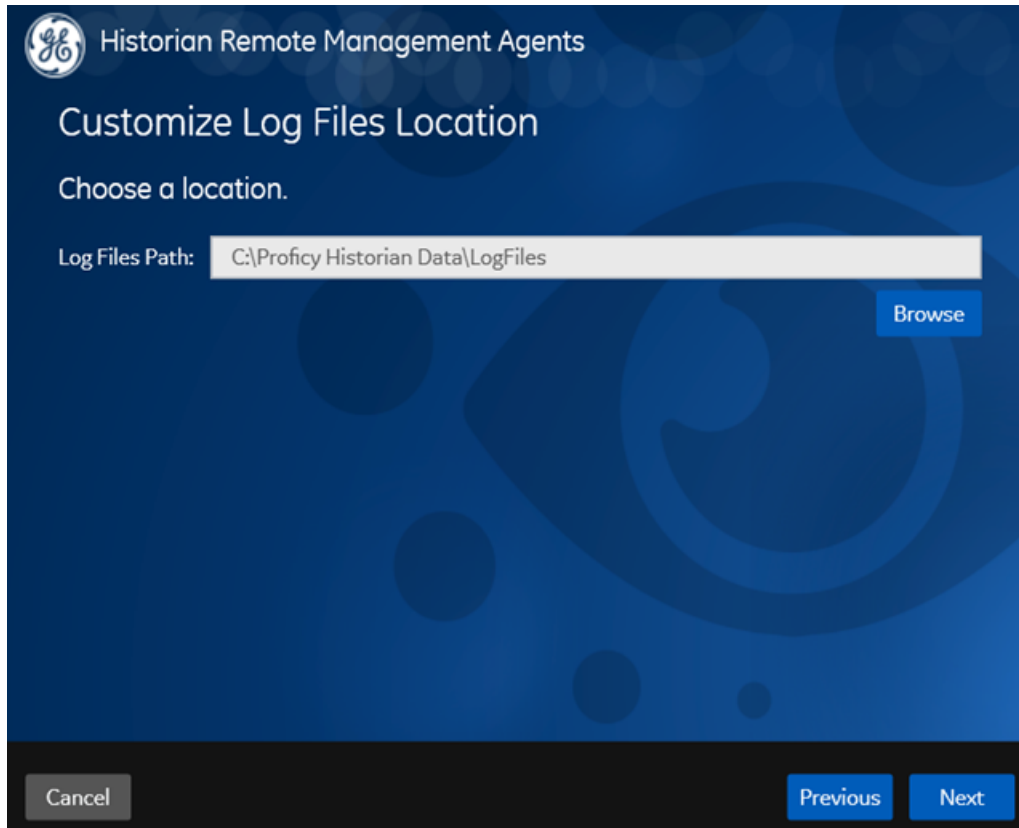 Historian Remote Management Agents
Customize Log Files Location
Choose a location.
Log Files Path: C:\Proficy Historian Data\LogFiles
Browse
Cancel Previous Next